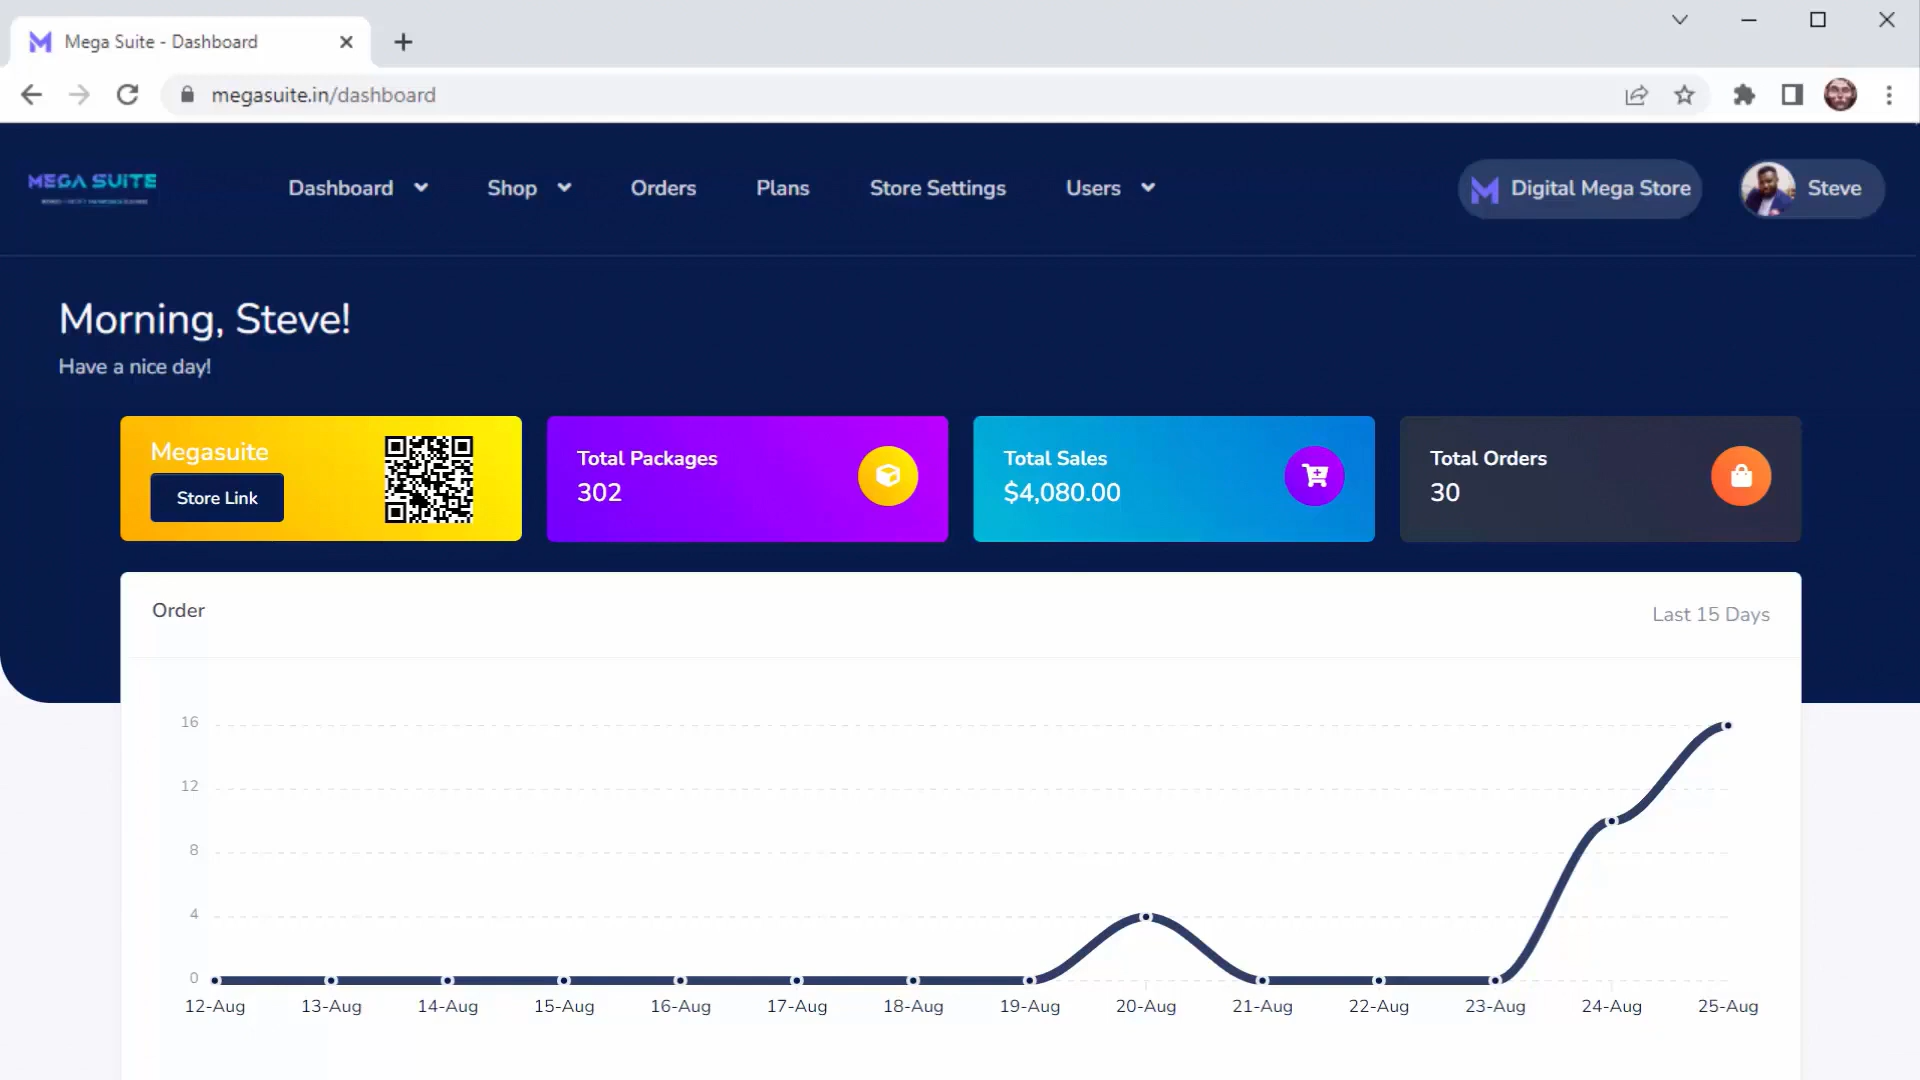 Mega Suite - Dashboard
megasuite.in/dashboard
MEGA SUITE
Dashboard Shop Orders Plans Store Settings Users Digital Mega Store Steve
Morning, Steve!
Have a nice day!
Megasuite
Store Link
Total Packages
302
Total Sales
$4,080.00
Total Orders
30
Order
Last 15 Days
16
12
8
4
0
12-Aug 13-Aug 14-Aug 15-Aug 16-Aug 17-Aug 18-Aug 19-Aug 20-Aug 21-Aug 22-Aug 23-Aug 24-Aug 25-Aug